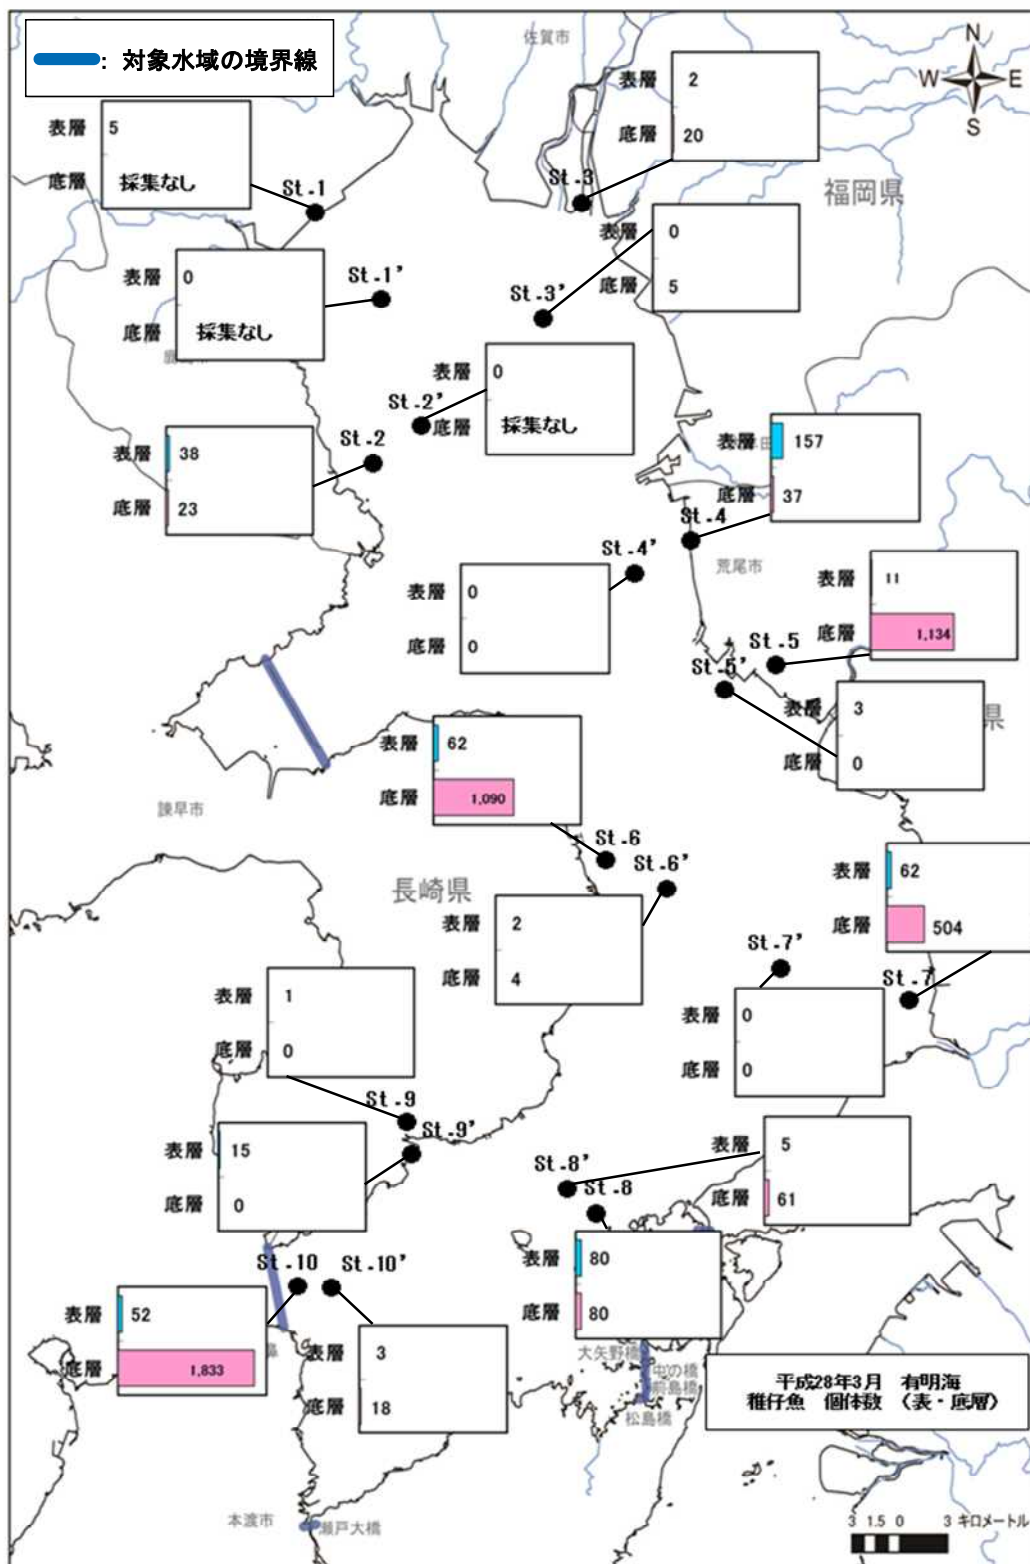 : 対象水域の境界線
佐賀市
N
W
E
S
表層
2
底層
20
St.3
福岡県
表層
5
底層
採集なし
St.1
表層
0
底層
5
St.3’
表層
0
底層
採集なし
St.1’
表層
0
底層
採集なし
St.2’
表層
38
底層
23
St.2
表層
157
底層
37
St.4
荒尾市
表層
0
底層
0
St.4’
表層
11
底層
1,134
St.5
表層
3
底層
0
St.5’
県
諫早市
表層
62
底層
1,090
St.6
長崎県
表層
2
底層
4
St.6’
表層
62
底層
504
St.7
表層
0
底層
0
St.7’
表層
1
底層
0
St.9
表層
15
底層
0
St.9’
表層
5
底層
61
St.8’
St.8
表層
80
底層
80
St.10
表層
52
底層
1,833
St.10’
表層
3
底層
18
大矢野橋
中の橋
前島橋
松島橋
平成28年3月 有明海
稚仔魚 個体数 (表・底層)
本渡市
瀬戸大橋
3 1.5 0 3 キロメートル